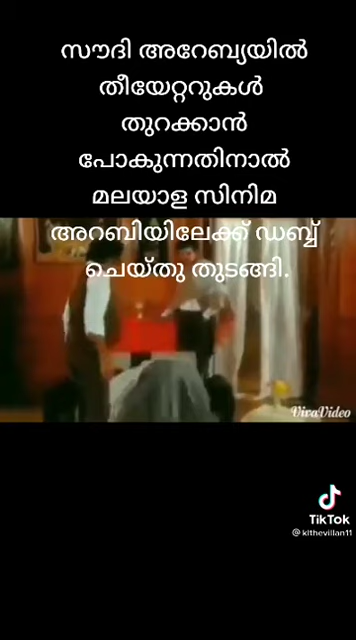 സൗദി അറേബ്യയിൽ
തീയേറ്ററുകൾ
തുറക്കാൻ
പോകുന്നതിനാൽ
മലയാള സിനിമ
അറബിയിലേക്ക് ഡബ്ബ്
ചെയ്തു തുടങ്ങി.
VivaVideo
TikTok
@klthevillan11